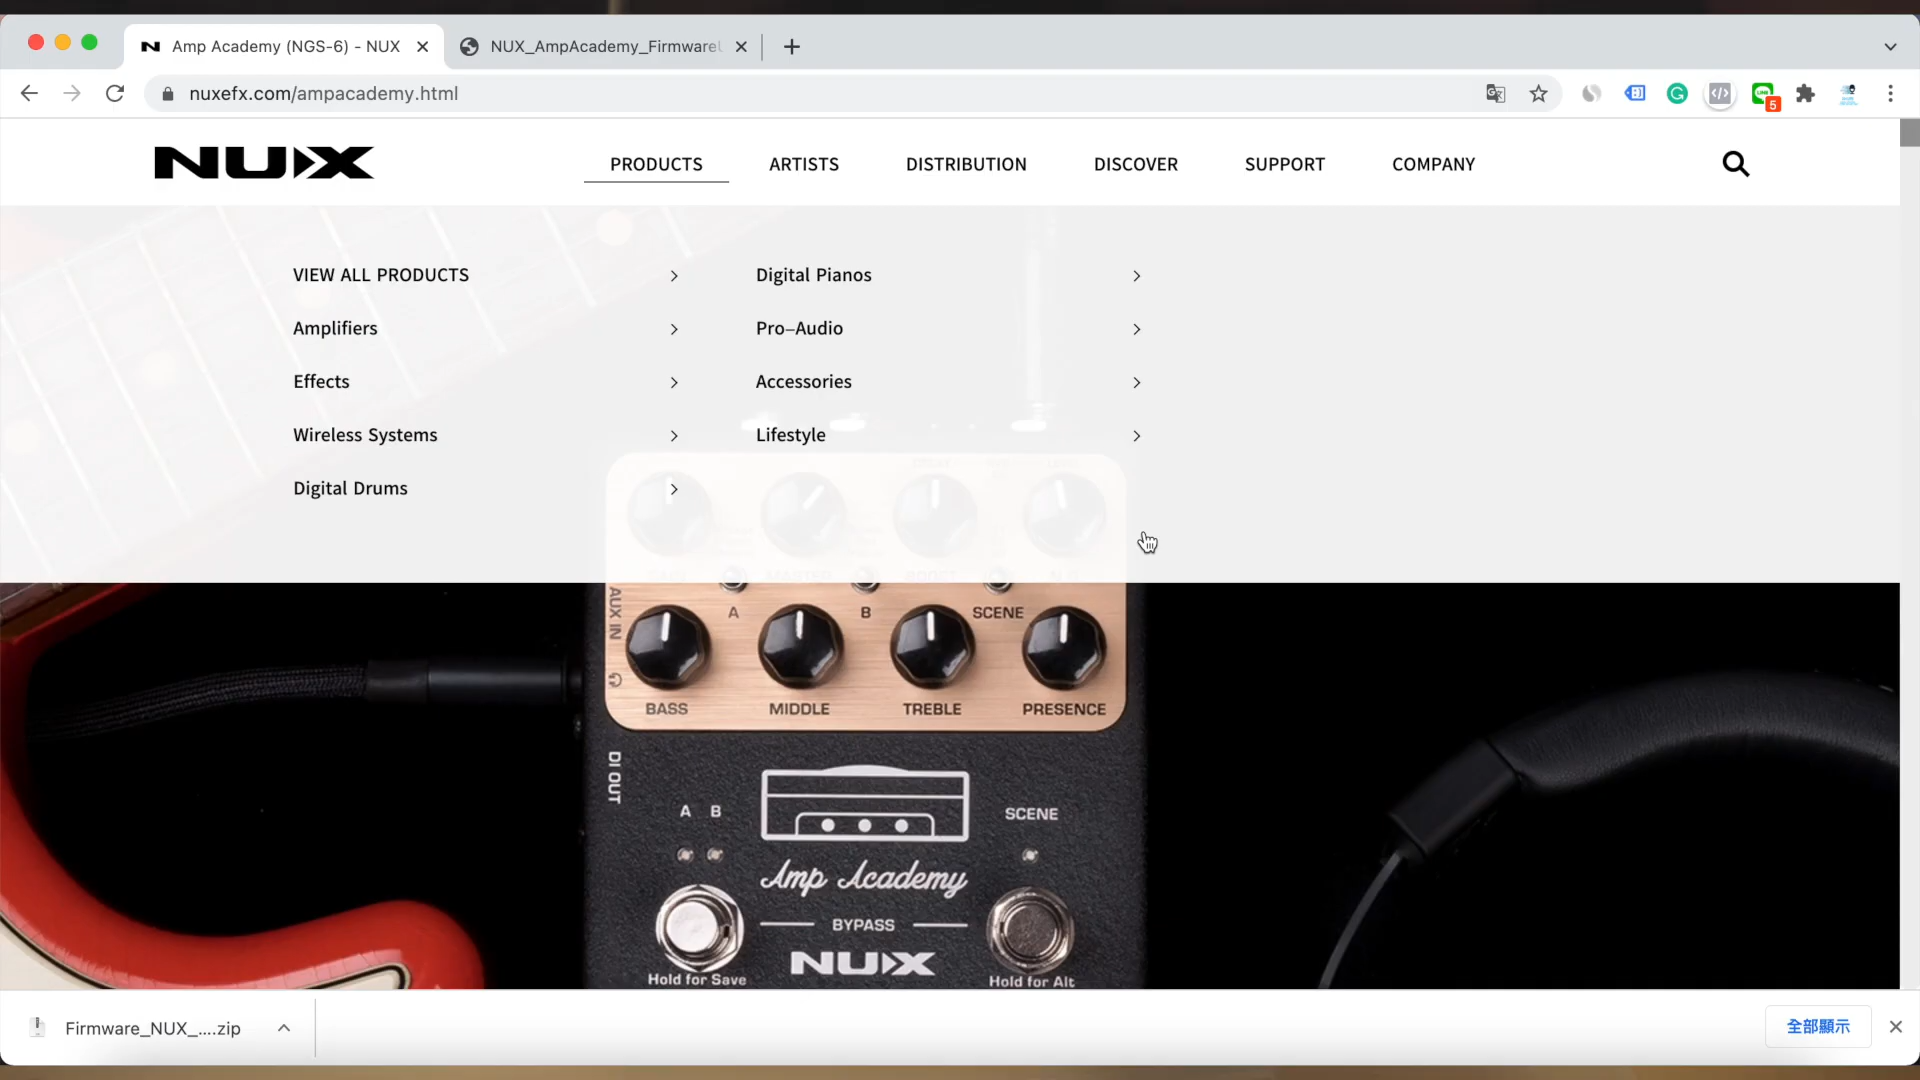 Amp Academy (NGS-6) - NUX
NUX_AmpAcademy_Firmware
nuxefx.com/ampacademy.html
5
NUX
PRODUCTS
ARTISTS
DISTRIBUTION
DISCOVER
SUPPORT
COMPANY
VIEW ALL PRODUCTS
Digital Pianos
Amplifiers
Pro–Audio
Effects
Accessories
Wireless Systems
Lifestyle
Digital Drums
AUX IN
A
B
SCENE
BASS
MIDDLE
TREBLE
PRESENCE
DI OUT
A B
SCENE
Amp Academy
BYPASS
NUX
Hold for Save
Hold for Alt
Firmware_NUX_....zip
全部顯示